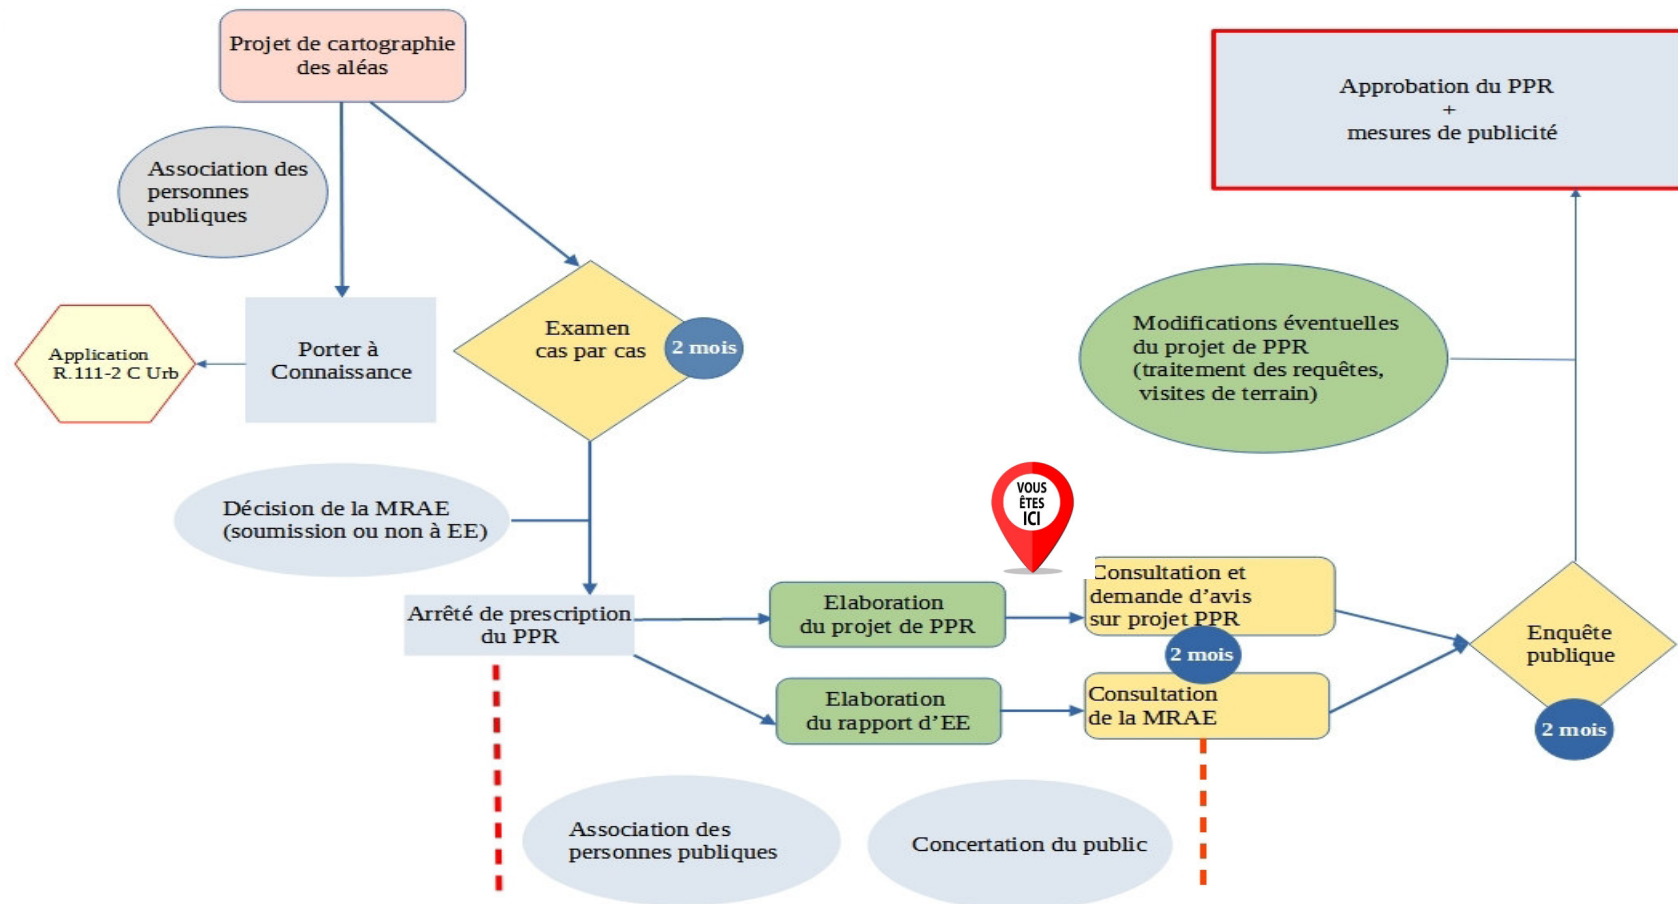 Projet de cartographie
des aléas
Association des
personnes
publiques
Application
R.111-2 C Urb
Porter à
Connaissance
Examen
cas par cas
2 mois
Décision de la MRAE
(soumission ou non à EE)
Arrêté de prescription
du PPR
Elaboration
du projet de PPR
Elaboration
du rapport d'EE
VOUS
ÊTES
ICI
Consultation et
demande d'avis
sur projet PPR
2 mois
Consultation
de la MRAE
Association des
personnes publiques
Concertation du public
Enquête
publique
2 mois
Modifications éventuelles
du projet de PPR
(traitement des requêtes,
visites de terrain)
Approbation du PPR
+
mesures de publicité